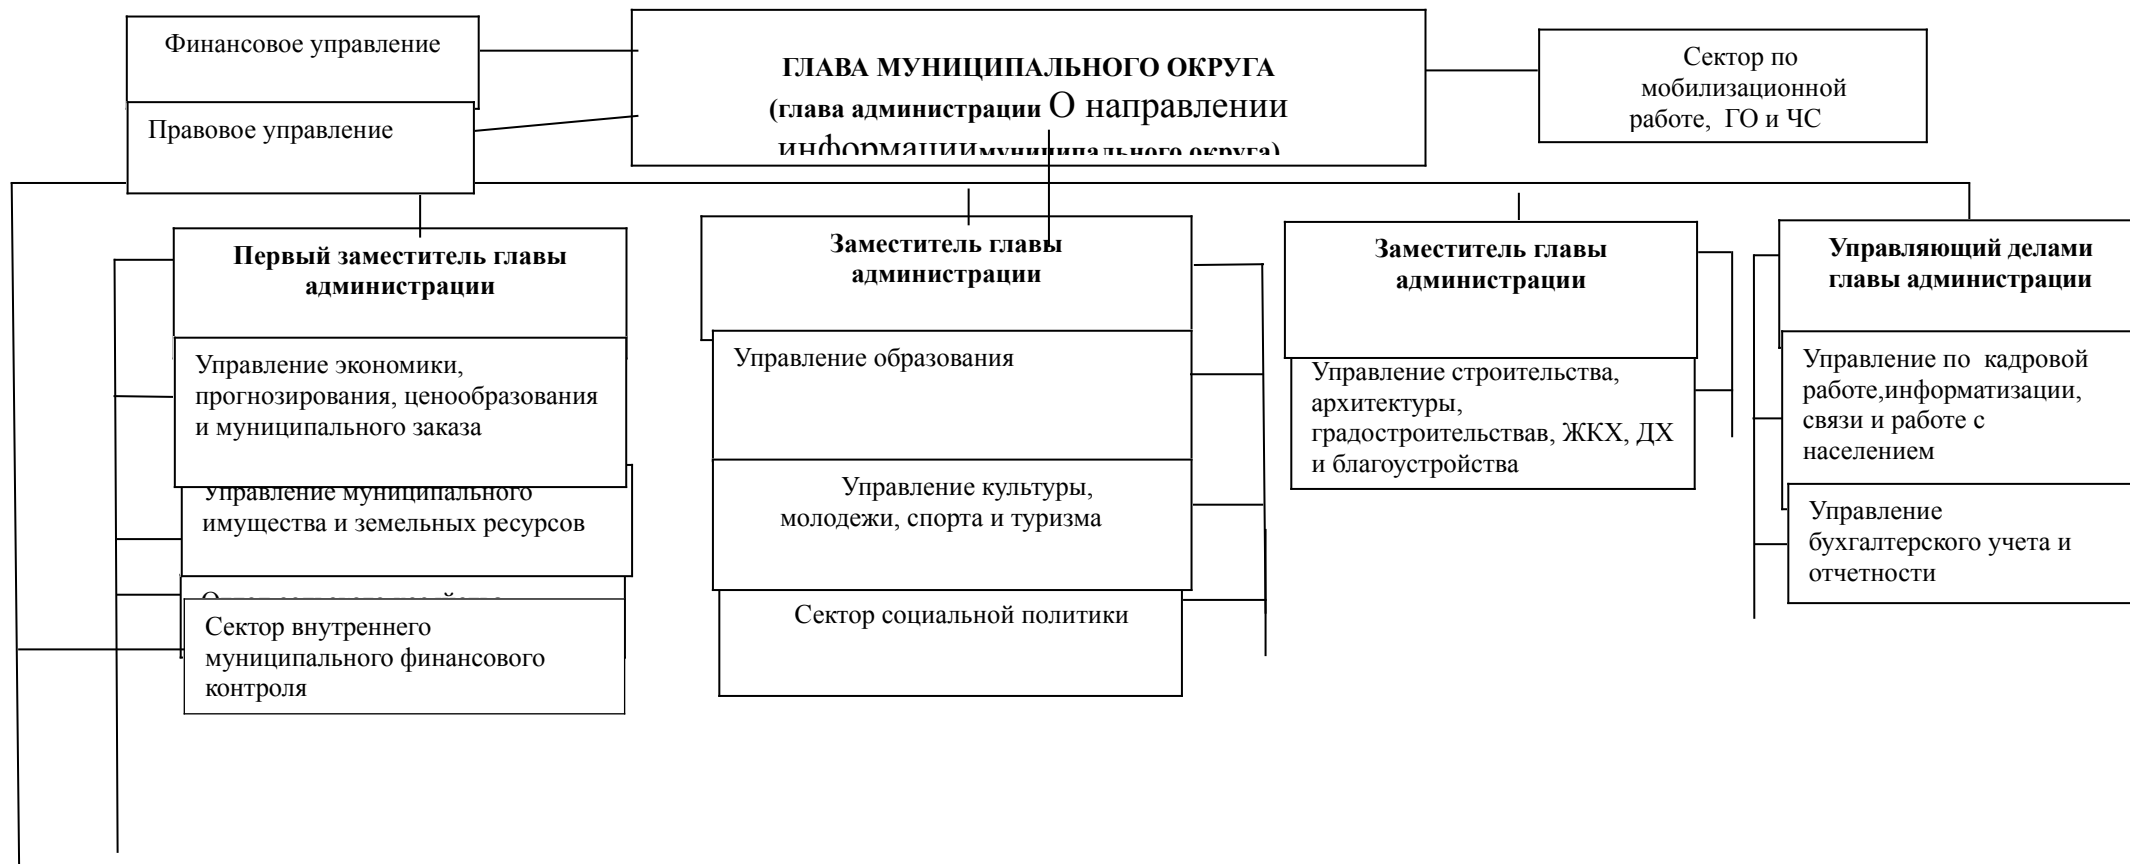 Финансовое управление
Правовое управление
ГЛАВА МУНИЦИПАЛЬНОГО ОКРУГА
(глава администрации О направлении
информациимуниципального округа)
Сектор по
мобилизационной
работе, ГО и ЧС
Первый заместитель главы
администрации
Управление экономики,
прогнозирования, ценообразования
и муниципального заказа
Управление муниципального
имущества и земельных ресурсов
Сектор внутреннего
муниципального финансового
контроля
Заместитель главы
администрации
Управление образования
Управление культуры,
молодежи, спорта и туризма
Сектор социальной политики
Заместитель главы
администрации
Управление строительства,
архитектуры,
градостроительствав, ЖКХ, ДХ
и благоустройства
Управляющий делами
главы администрации
Управление по кадровой
работе,информатизации,
связи и работе с
населением
Управление
бухгалтерского учета и
отчетности